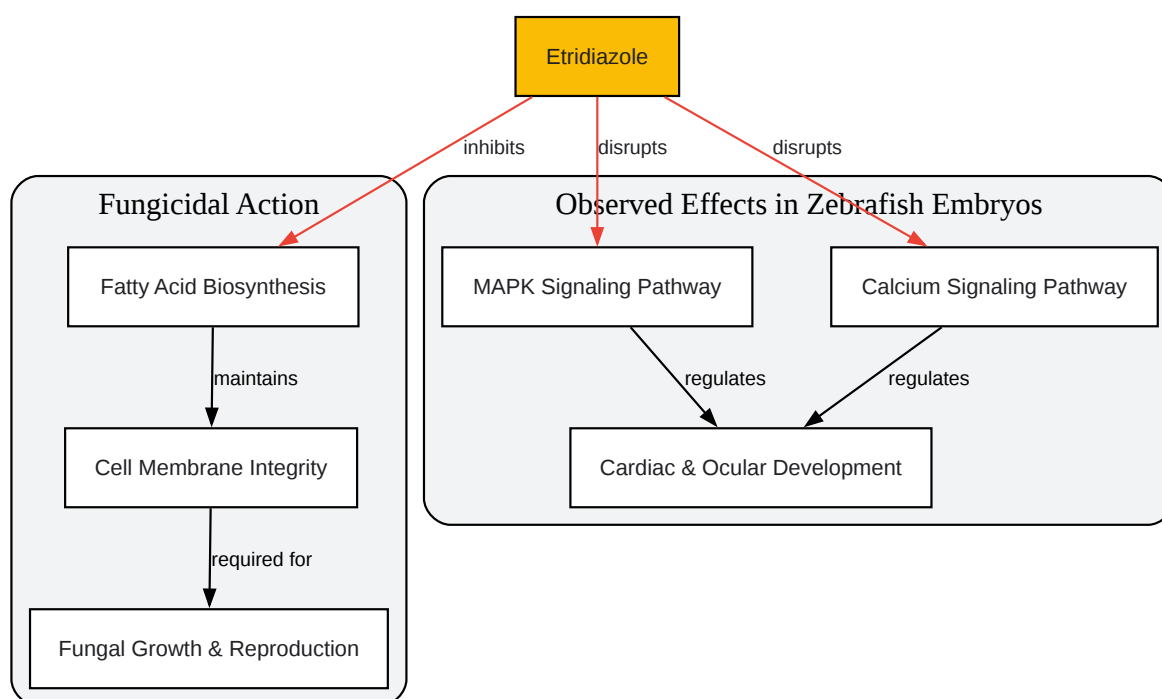 Etridiazole
inhibits
disrupts
disrupts
Fungicidal Action
Observed Effects in Zebrafish Embryos
Fatty Acid Biosynthesis
MAPK Signaling Pathway
Calcium Signaling Pathway
maintains
regulates
regulates
Cell Membrane Integrity
Cardiac & Ocular Development
required for
Fungal Growth & Reproduction